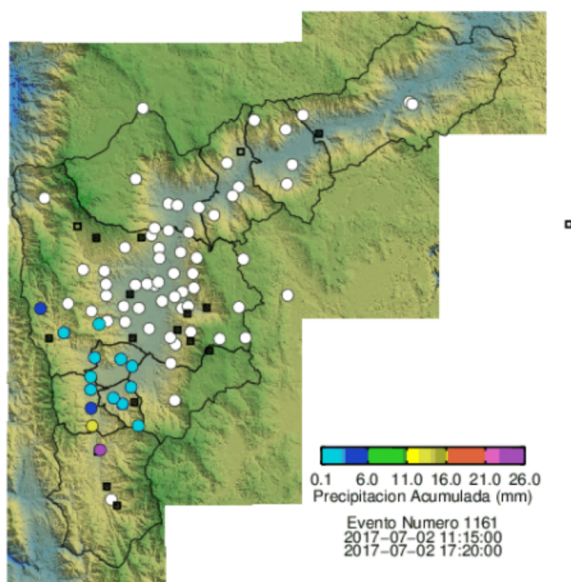 0.1 6.0 11.0 16.0 21.0 26.0
Precipitacion Acumulada (mm)
Evento Numero 1161
2017-07-02 11:15:00
2017-07-02 17:20:00